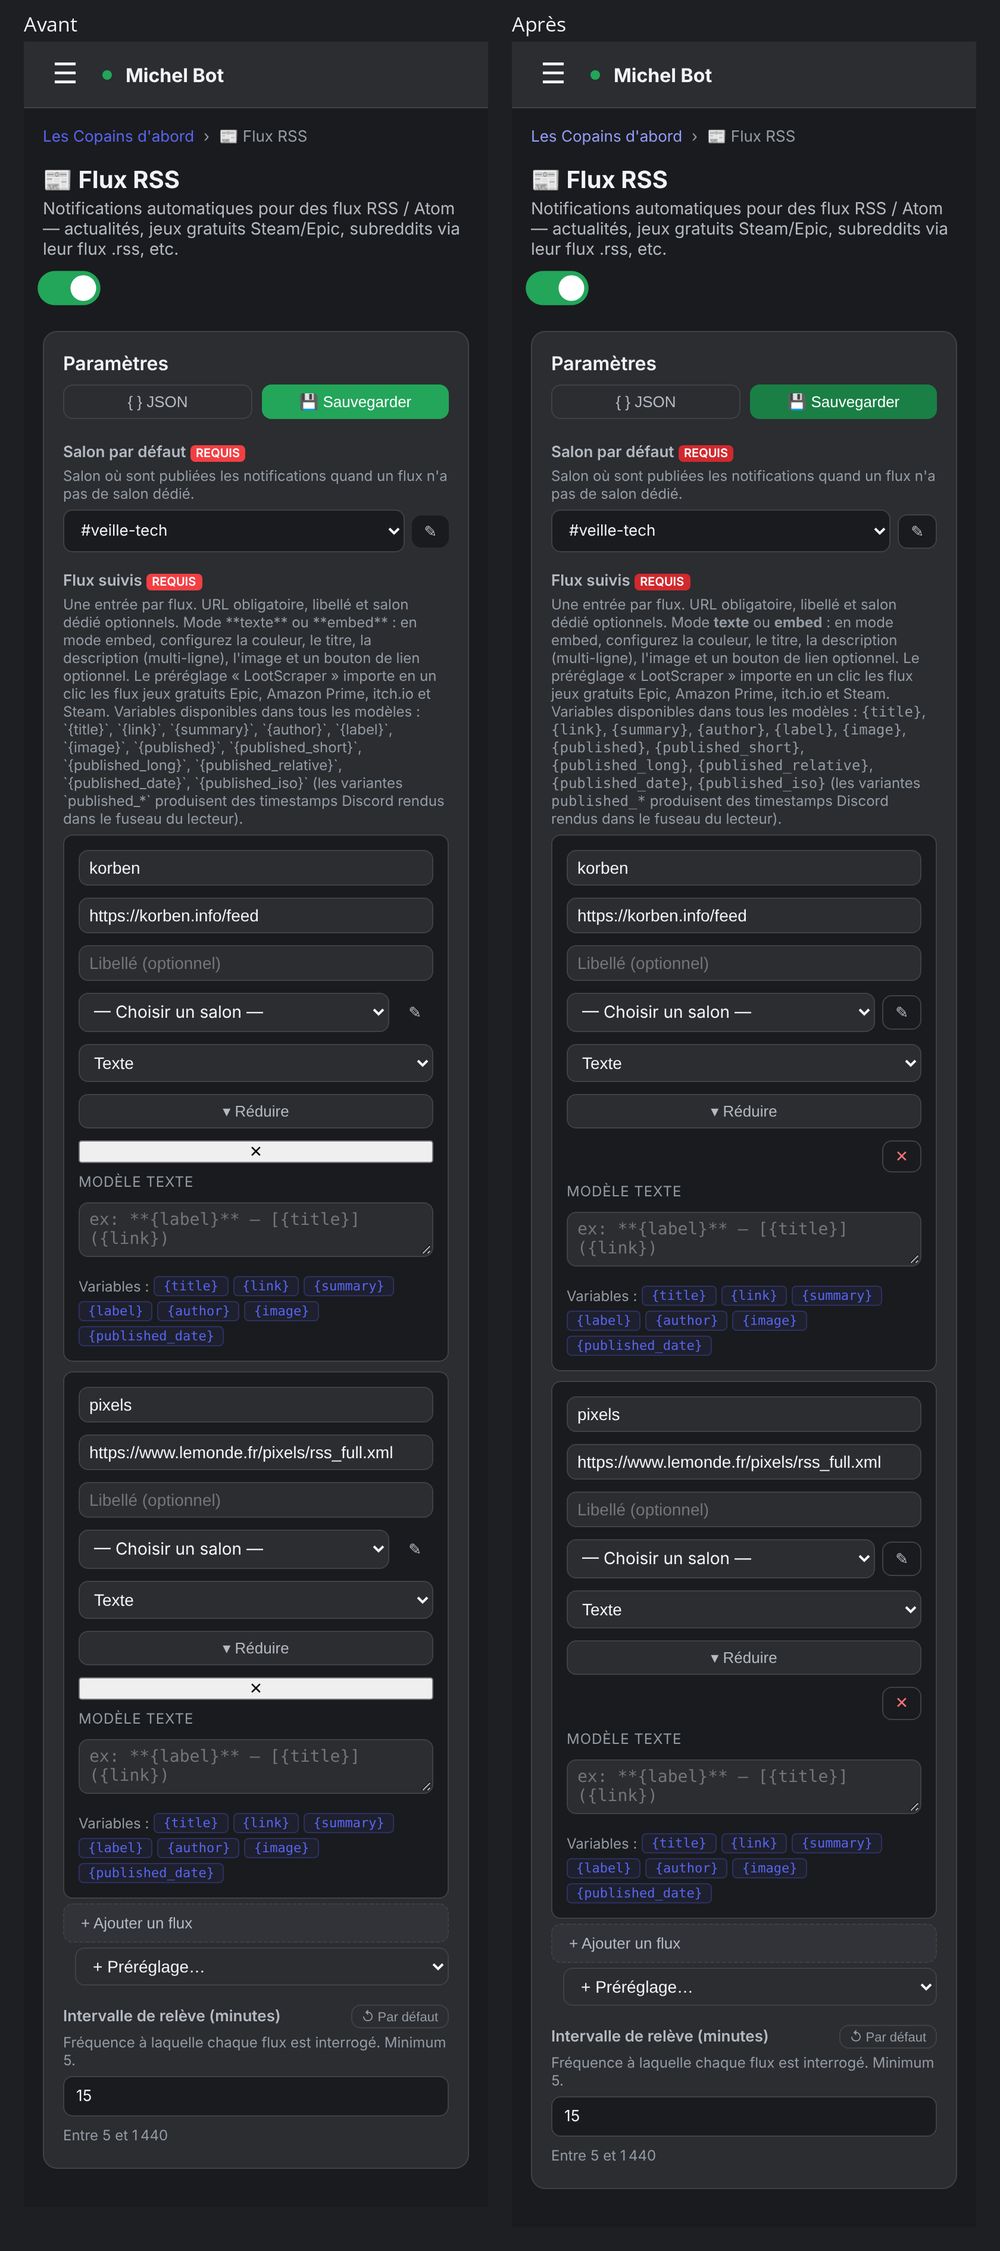 Avant
☰ Michel Bot
Les Copains d'abord › 📰 Flux RSS
📰 Flux RSS
Notifications automatiques pour des flux RSS / Atom
— actualités, jeux gratuits Steam/Epic, subreddits via
leur flux .rss, etc.
Paramètres
{ } JSON
💾 Sauvegarder
Salon par défaut REQUIS
Salon où sont publiées les notifications quand un flux n'a
pas de salon dédié.
#veille-tech
✎
Flux suivis REQUIS
Une entrée par flux. URL obligatoire, libellé et salon
dédié optionnels. Mode **texte** ou **embed** : en
mode embed, configurez la couleur, le titre, la
description (multi-ligne), l'image et un bouton de lien
optionnel. Le préréglage « LootScraper » importe en un
clic les flux jeux gratuits Epic, Amazon Prime, itch.io et
Steam. Variables disponibles dans tous les modèles :
`{title}`, `{link}`, `{summary}`, `{author}`, `{label}`,
`{image}`, `{published}`, `{published_short}`,
`{published_long}`, `{published_relative}`,
`{published_date}`, `{published_iso}` (les variantes
`published_*` produisent des timestamps Discord rendus
dans le fuseau du lecteur).
korben
https://korben.info/feed
Libellé (optionnel)
— Choisir un salon —
✎
Texte
▾ Réduire
✕
MODÈLE TEXTE
ex: **{label}** — [{title}]
({link})
Variables : {title} {link} {summary}
{label} {author} {image}
{published_date}
pixels
https://www.lemonde.fr/pixels/rss_full.xml
Libellé (optionnel)
— Choisir un salon —
✎
Texte
▾ Réduire
✕
MODÈLE TEXTE
ex: **{label}** — [{title}]
({link})
Variables : {title} {link} {summary}
{label} {author} {image}
{published_date}
+ Ajouter un flux
+ Préréglage…
Intervalle de relève (minutes)
↺ Par défaut
Fréquence à laquelle chaque flux est interrogé. Minimum
5.
15
Entre 5 et 1 440
Après
☰ Michel Bot
Les Copains d'abord › 📰 Flux RSS
📰 Flux RSS
Notifications automatiques pour des flux RSS / Atom
— actualités, jeux gratuits Steam/Epic, subreddits via
leur flux .rss, etc.
Paramètres
{ } JSON
💾 Sauvegarder
Salon par défaut REQUIS
Salon où sont publiées les notifications quand un flux n'a
pas de salon dédié.
#veille-tech
✎
Flux suivis REQUIS
Une entrée par flux. URL obligatoire, libellé et salon
dédié optionnels. Mode texte ou embed : en mode
embed, configurez la couleur, le titre, la description
(multi-ligne), l'image et un bouton de lien optionnel. Le
préréglage « LootScraper » importe en un clic les flux
jeux gratuits Epic, Amazon Prime, itch.io et Steam.
Variables disponibles dans tous les modèles : {title},
{link}, {summary}, {author}, {label}, {image},
{published}, {published_short},
{published_long}, {published_relative},
{published_date}, {published_iso} (les variantes
published_* produisent des timestamps Discord
rendus dans le fuseau du lecteur).
korben
https://korben.info/feed
Libellé (optionnel)
— Choisir un salon —
✎
Texte
▾ Réduire
✕
MODÈLE TEXTE
ex: **{label}** — [{title}]
({link})
Variables : {title} {link} {summary}
{label} {author} {image}
{published_date}
pixels
https://www.lemonde.fr/pixels/rss_full.xml
Libellé (optionnel)
— Choisir un salon —
✎
Texte
▾ Réduire
✕
MODÈLE TEXTE
ex: **{label}** — [{title}]
({link})
Variables : {title} {link} {summary}
{label} {author} {image}
{published_date}
+ Ajouter un flux
+ Préréglage…
Intervalle de relève (minutes)
↺ Par défaut
Fréquence à laquelle chaque flux est interrogé. Minimum
5.
15
Entre 5 et 1 440